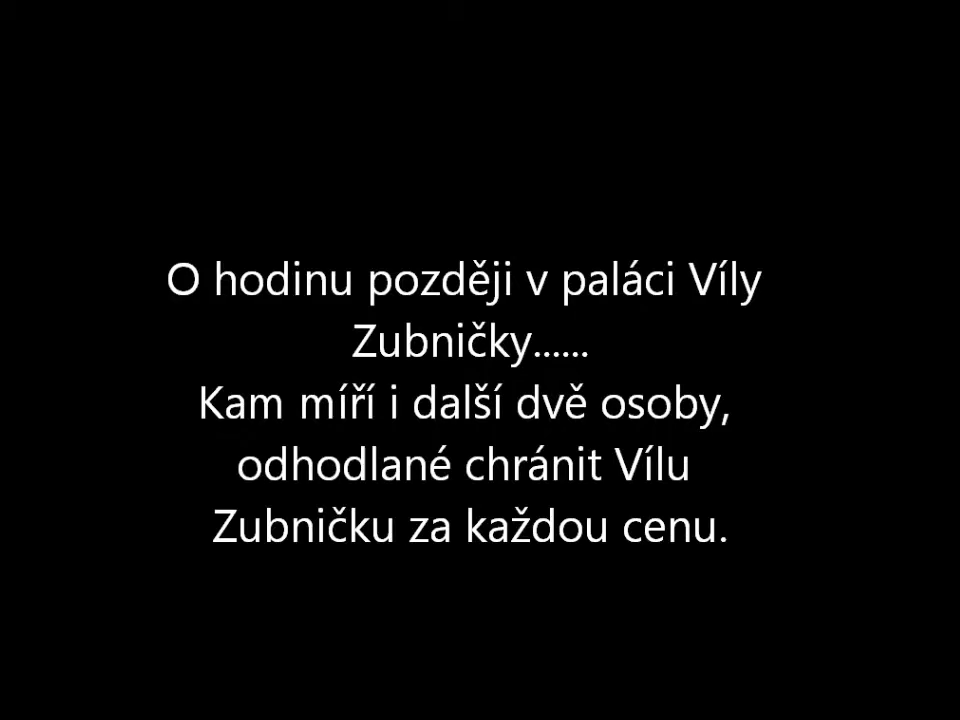 O hodinu později v paláci Víly
Zubničky......
Kam míří i další dvě osoby,
odhodlané chránit Vílu
Zubničku za každou cenu.